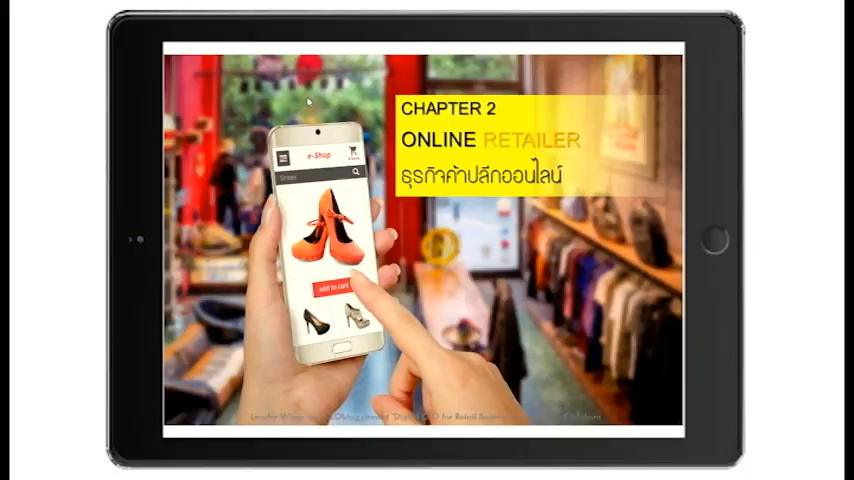 CHAPTER 2
ONLINE RETAILER
ธุรกิจค้าปลีกออนไลน์
e-Shop
Shoes
add to cart